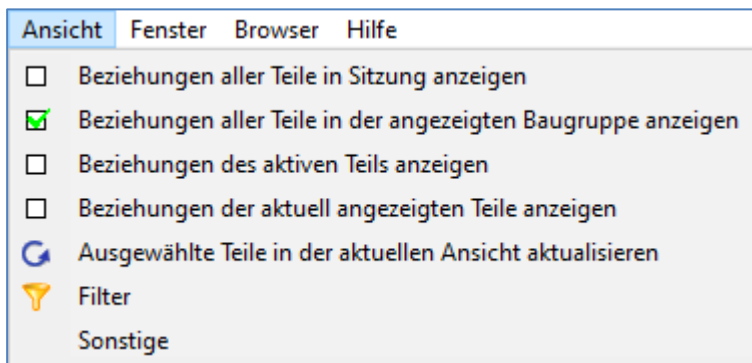 Ansicht Fenster Browser Hilfe
Beziehungen aller Teile in Sitzung anzeigen
Beziehungen aller Teile in der angezeigten Baugruppe anzeigen
Beziehungen des aktiven Teils anzeigen
Beziehungen der aktuell angezeigten Teile anzeigen
Ausgewählte Teile in der aktuellen Ansicht aktualisieren
Filter
Sonstige